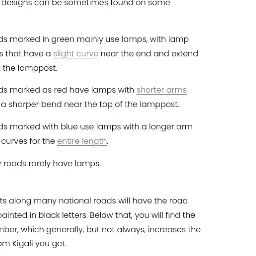 designs can be sometimes found on some
ds marked in green mainly use lamps, with lamp
s that have a slight curve near the end and extend
the lamppost.
ds marked as red have lamps with shorter arms
a sharper bend near the top of the lamppost.
ds marked with blue use lamps with a longer arm
curves for the entire length.
roads rarely have lamps.
ts along many national roads will have the road
painted in black letters. Below that, you will find the
mber, which generally, but not always, increases the
om Kigali you get.